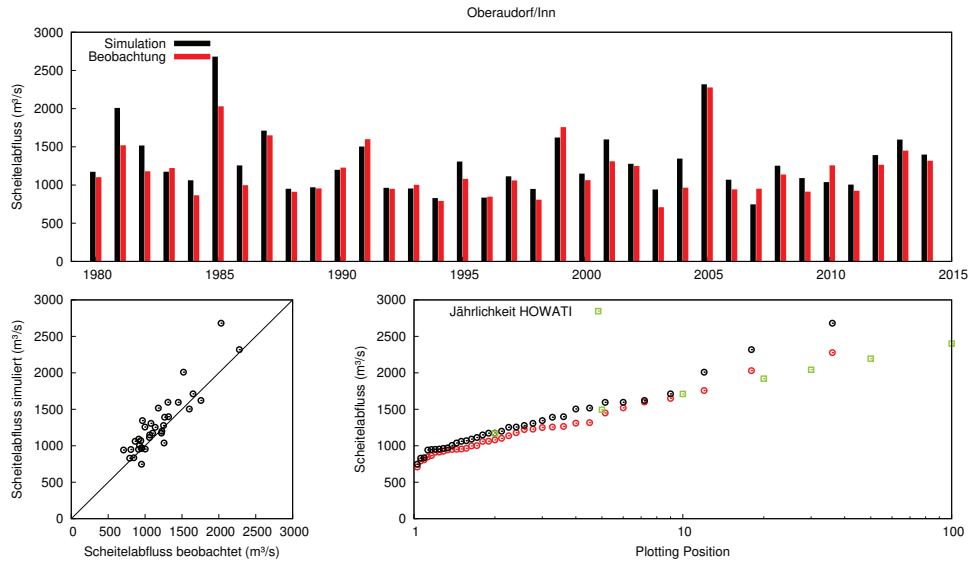 Oberaudorf/Inn
3000
2500
2000
1500
1000
500
0
Scheitelabfluss (m³/s)
Simulation
Beobachtung
1980 1985 1990 1995 2000 2005 2010 2015
3000
2500
2000
1500
1000
500
0
Scheitelabfluss simuliert (m³/s)
0 500 1000 1500 2000 2500 3000
Scheitelabfluss beobachtet (m³/s)
3000
2500
2000
1500
1000
500
0
Scheitelabfluss (m³/s)
Jährlichkeit HOWATI
1 10 100
Plotting Position